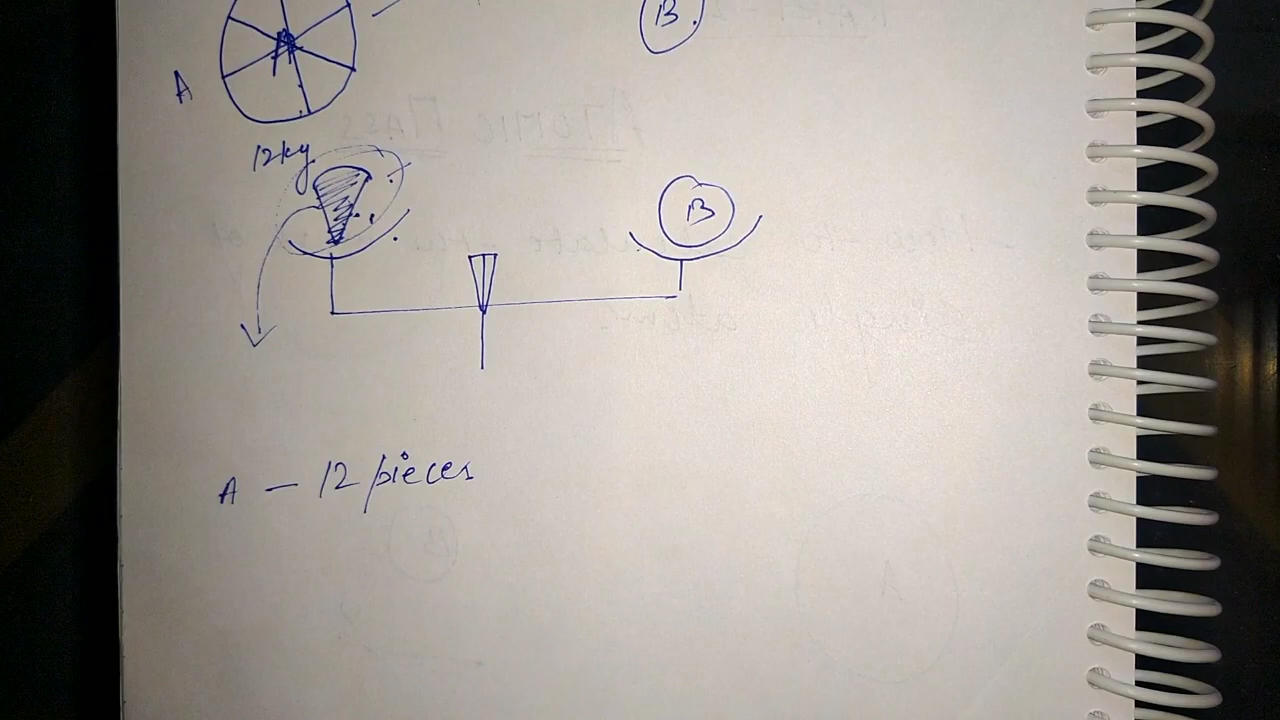 B.
A
A
12kg
B
A — 12 pieces